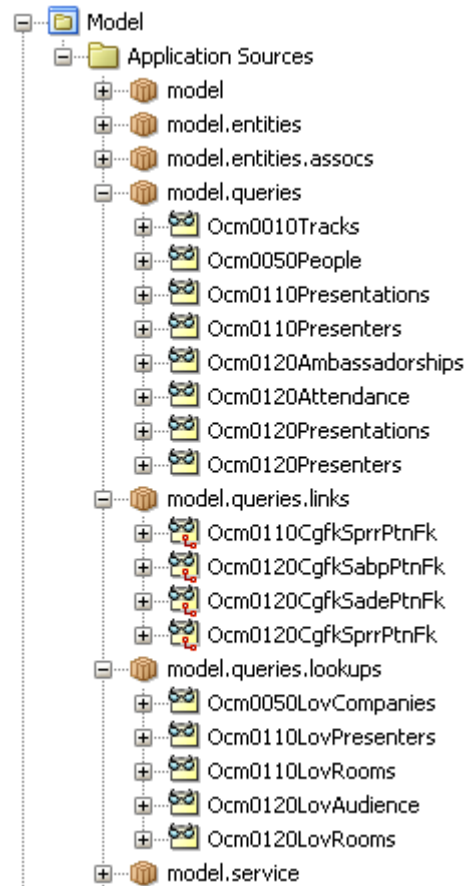 Model
Application Sources
model
model.entities
model.entities.assocs
model.queries
Ocm0010Tracks
Ocm0050People
Ocm0110Presentations
Ocm0110Presenters
Ocm0120Ambassadorships
Ocm0120Attendance
Ocm0120Presentations
Ocm0120Presenters
model.queries.links
Ocm0110CgfkSprrPtnFk
Ocm0120CgfkSabpPtnFk
Ocm0120CgfkSadePtnFk
Ocm0120CgfkSprrPtnFk
model.queries.lookups
Ocm0050LovCompanies
Ocm0110LovPresenters
Ocm0110LovRooms
Ocm0120LovAudience
Ocm0120LovRooms
model.service